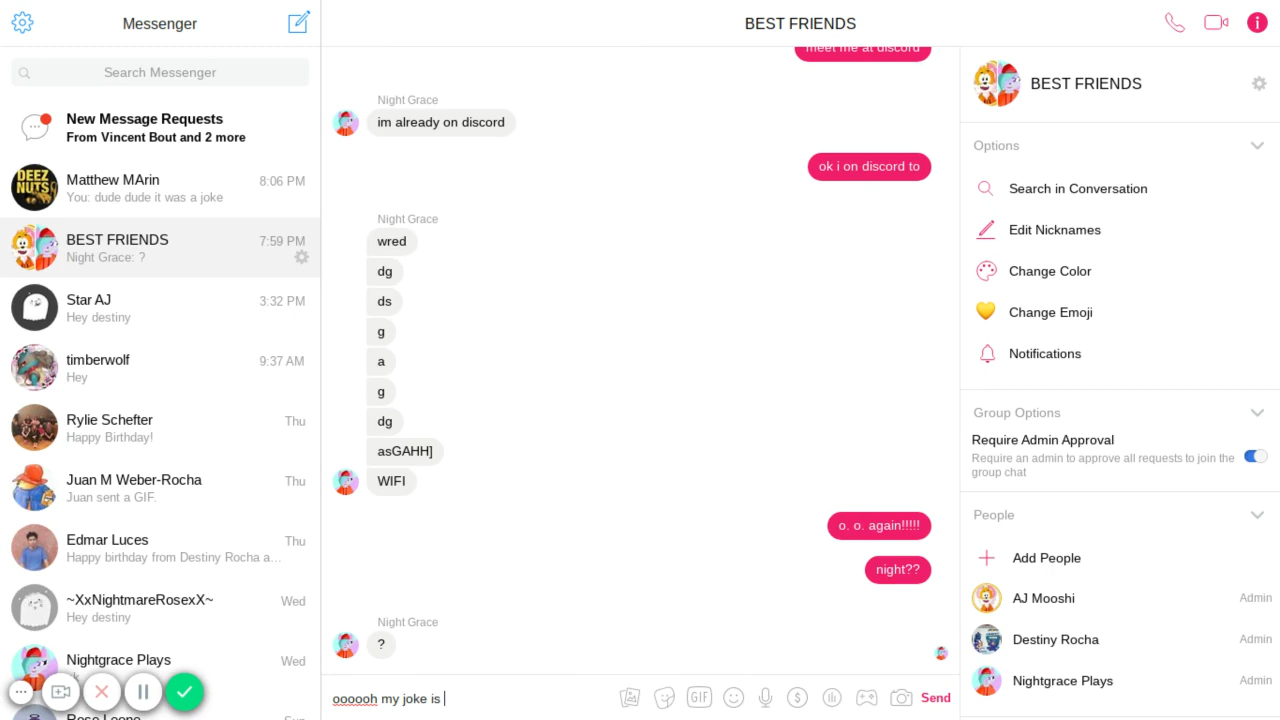 Messenger
BEST FRIENDS
Search Messenger
New Message Requests
From Vincent Bout and 2 more
DEEZ
NUTS
Matthew MArin
8:06 PM
You: dude dude it was a joke
BEST FRIENDS
7:59 PM
Night Grace: ?
Star AJ
3:32 PM
Hey destiny
timberwolf
9:37 AM
Hey
Rylie Schefter
Thu
Happy Birthday!
Juan M Weber-Rocha
Thu
Juan sent a GIF.
Edmar Luces
Thu
Happy birthday from Destiny Rocha a…
~XxNightmareRosexX~
Wed
Hey destiny
Nightgrace Plays
Wed
meet me at discord
Night Grace
im already on discord
ok i on discord to
Night Grace
wred
dg
ds
g
a
g
dg
asGAHH]
WIFI
o. o. again!!!!!
night??
Night Grace
?
oooooh my joke is
GIF
$
Send
BEST FRIENDS
Options
Search in Conversation
Edit Nicknames
Change Color
Change Emoji
Notifications
Group Options
Require Admin Approval
Require an admin to approve all requests to join the
group chat
People
Add People
AJ Mooshi
Admin
Destiny Rocha
Admin
Nightgrace Plays
Admin